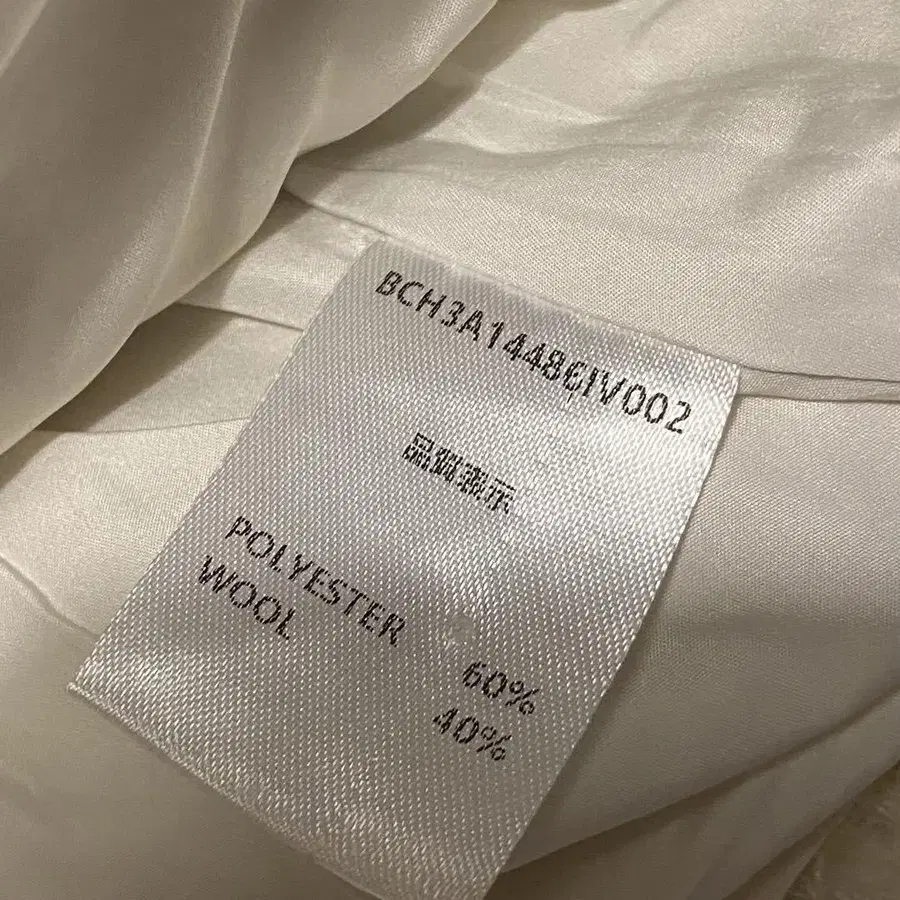 BCH3A14486IV002
品質表示
POLYESTER 60%
WOOL 40%